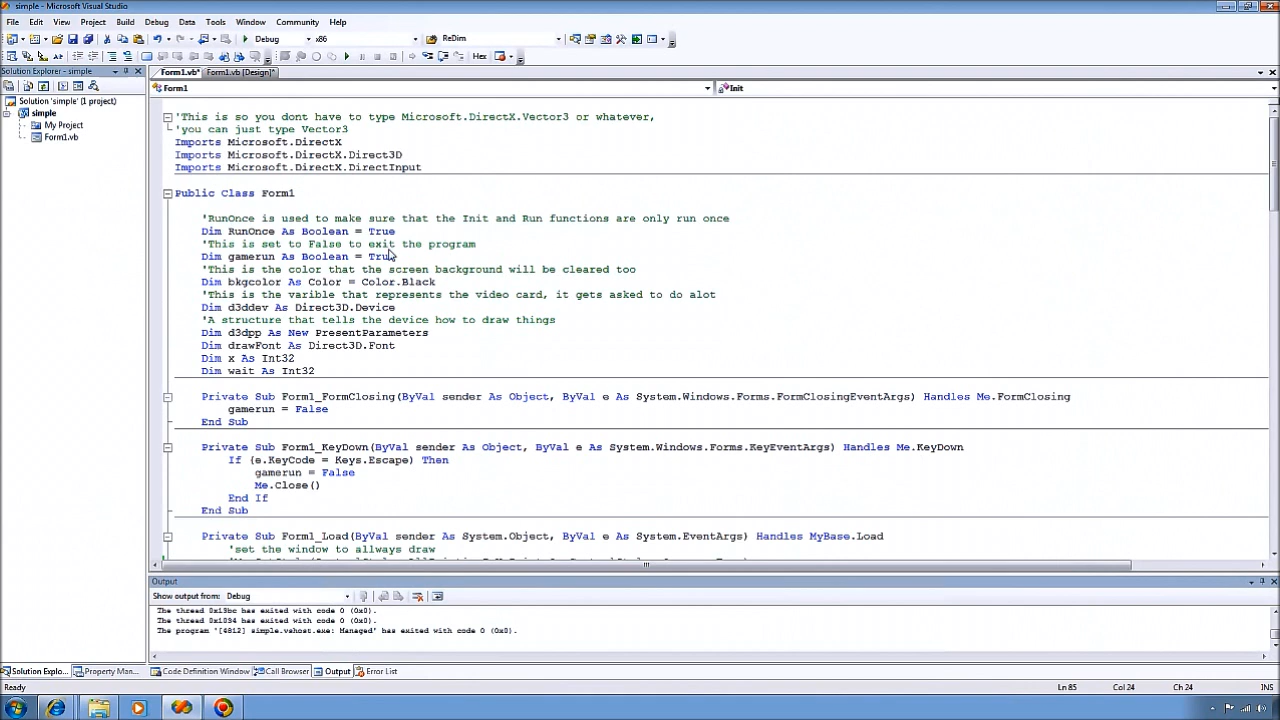 simple - Microsoft Visual Studio
File Edit View Project Build Debug Data Tools Window Community Help
Debug x86 ReDim
Hex
Solution Explorer - simple
Form1.vb* Form1.vb [Design]*
Form1 Init
Solution 'simple' (1 project)
simple
My Project
Form1.vb
'This is so you dont have to type Microsoft.DirectX.Vector3 or whatever,
'you can just type Vector3
Imports Microsoft.DirectX
Imports Microsoft.DirectX.Direct3D
Imports Microsoft.DirectX.DirectInput
Public Class Form1
'RunOnce is used to make sure that the Init and Run functions are only run once
Dim RunOnce As Boolean = True
'This is set to False to exit the program
Dim gamerun As Boolean = True
'This is the color that the screen background will be cleared too
Dim bkgcolor As Color = Color.Black
'This is the varible that represents the video card, it gets asked to do alot
Dim d3ddev As Direct3D.Device
'A structure that tells the device how to draw things
Dim d3dpp As New PresentParameters
Dim drawFont As Direct3D.Font
Dim x As Int32
Dim wait As Int32
Private Sub Form1_FormClosing(ByVal sender As Object, ByVal e As System.Windows.Forms.FormClosingEventArgs) Handles Me.FormClosing
gamerun = False
End Sub
Private Sub Form1_KeyDown(ByVal sender As Object, ByVal e As System.Windows.Forms.KeyEventArgs) Handles Me.KeyDown
If (e.KeyCode = Keys.Escape) Then
gamerun = False
Me.Close()
End If
End Sub
Private Sub Form1_Load(ByVal sender As System.Object, ByVal e As System.EventArgs) Handles MyBase.Load
'set the window to allways draw
Output
Show output from: Debug
The thread 0x19bc has exited with code 0 (0x0).
The thread 0x1094 has exited with code 0 (0x0).
The program '[4812] simple.vshost.exe: Managed' has exited with code 0 (0x0).
Solution Explo... Property Man... Code Definition Window Call Browser Output Error List
Ready Ln 85 Col 24 Ch 24 INS